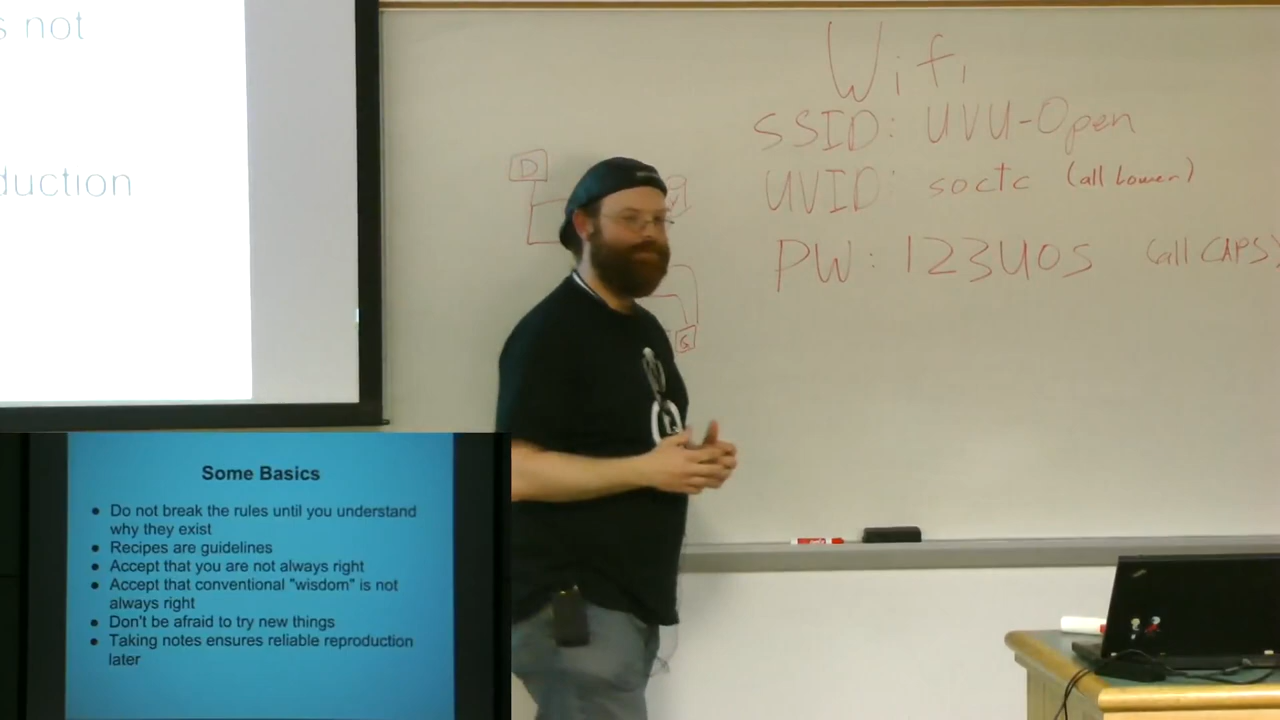 s not
duction
Wifi
SSID: UVU-Open
UVID: soctc (all lower)
PW: 123UOS (all CAPS)
D
G
Some Basics
● Do not break the rules until you understand
why they exist
● Recipes are guidelines
● Accept that you are not always right
● Accept that conventional "wisdom" is not
always right
● Don't be afraid to try new things
● Taking notes ensures reliable reproduction
later